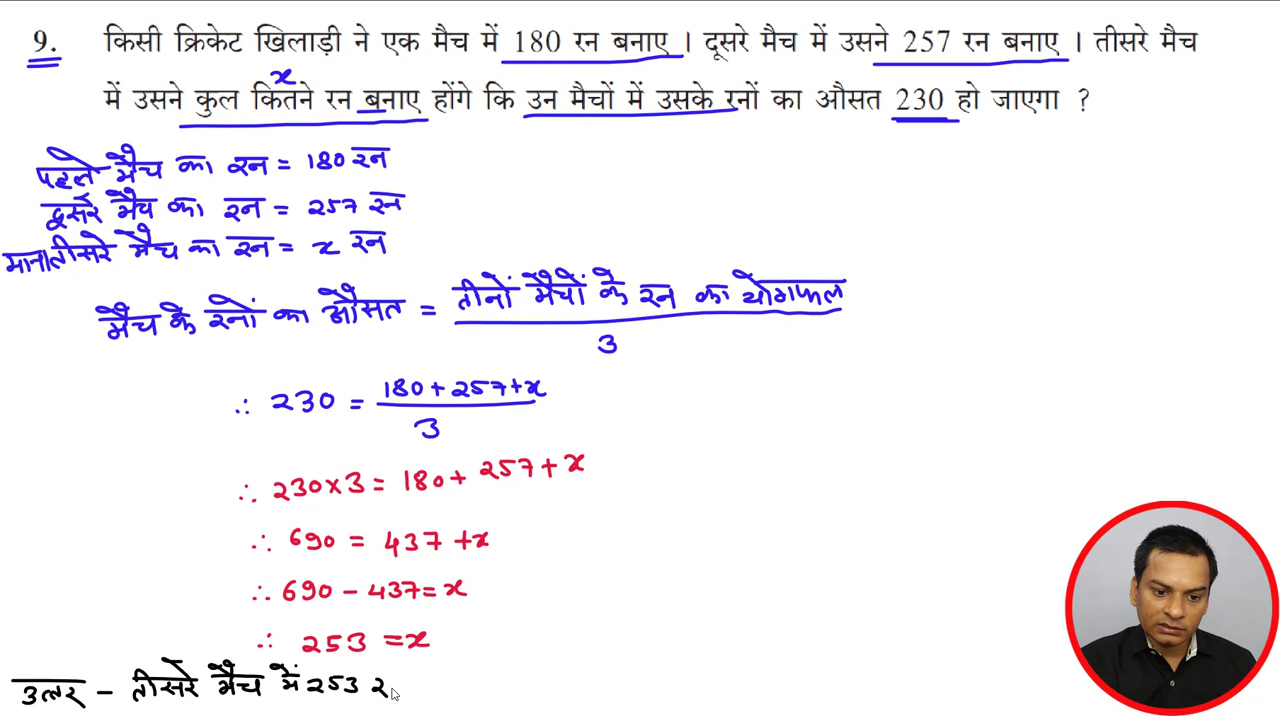 9. किसी क्रिकेट खिलाड़ी ने एक मैच में 180 रन बनाए । दूसरे मैच में उसने 257 रन बनाए । तीसरे मैच
x
में उसने कुल कितने रन बनाए होंगे कि उन मैचों में उसके रनों का औसत 230 हो जाएगा ?
पहले मैच का रन = 180 रन
दूसरे मैच का रन = 257 रन
माना तीसरे मैच का रन = x रन
मैच के रनों का औसत = तीनों मैचों के रन का योगफल
3
∴ 230 = 180 + 257 + x
3
∴ 230 × 3 = 180 + 257 + x
∴ 690 = 437 + x
∴ 690 - 437 = x
∴ 253 = x
उत्तर - तीसरे मैच में 253 र